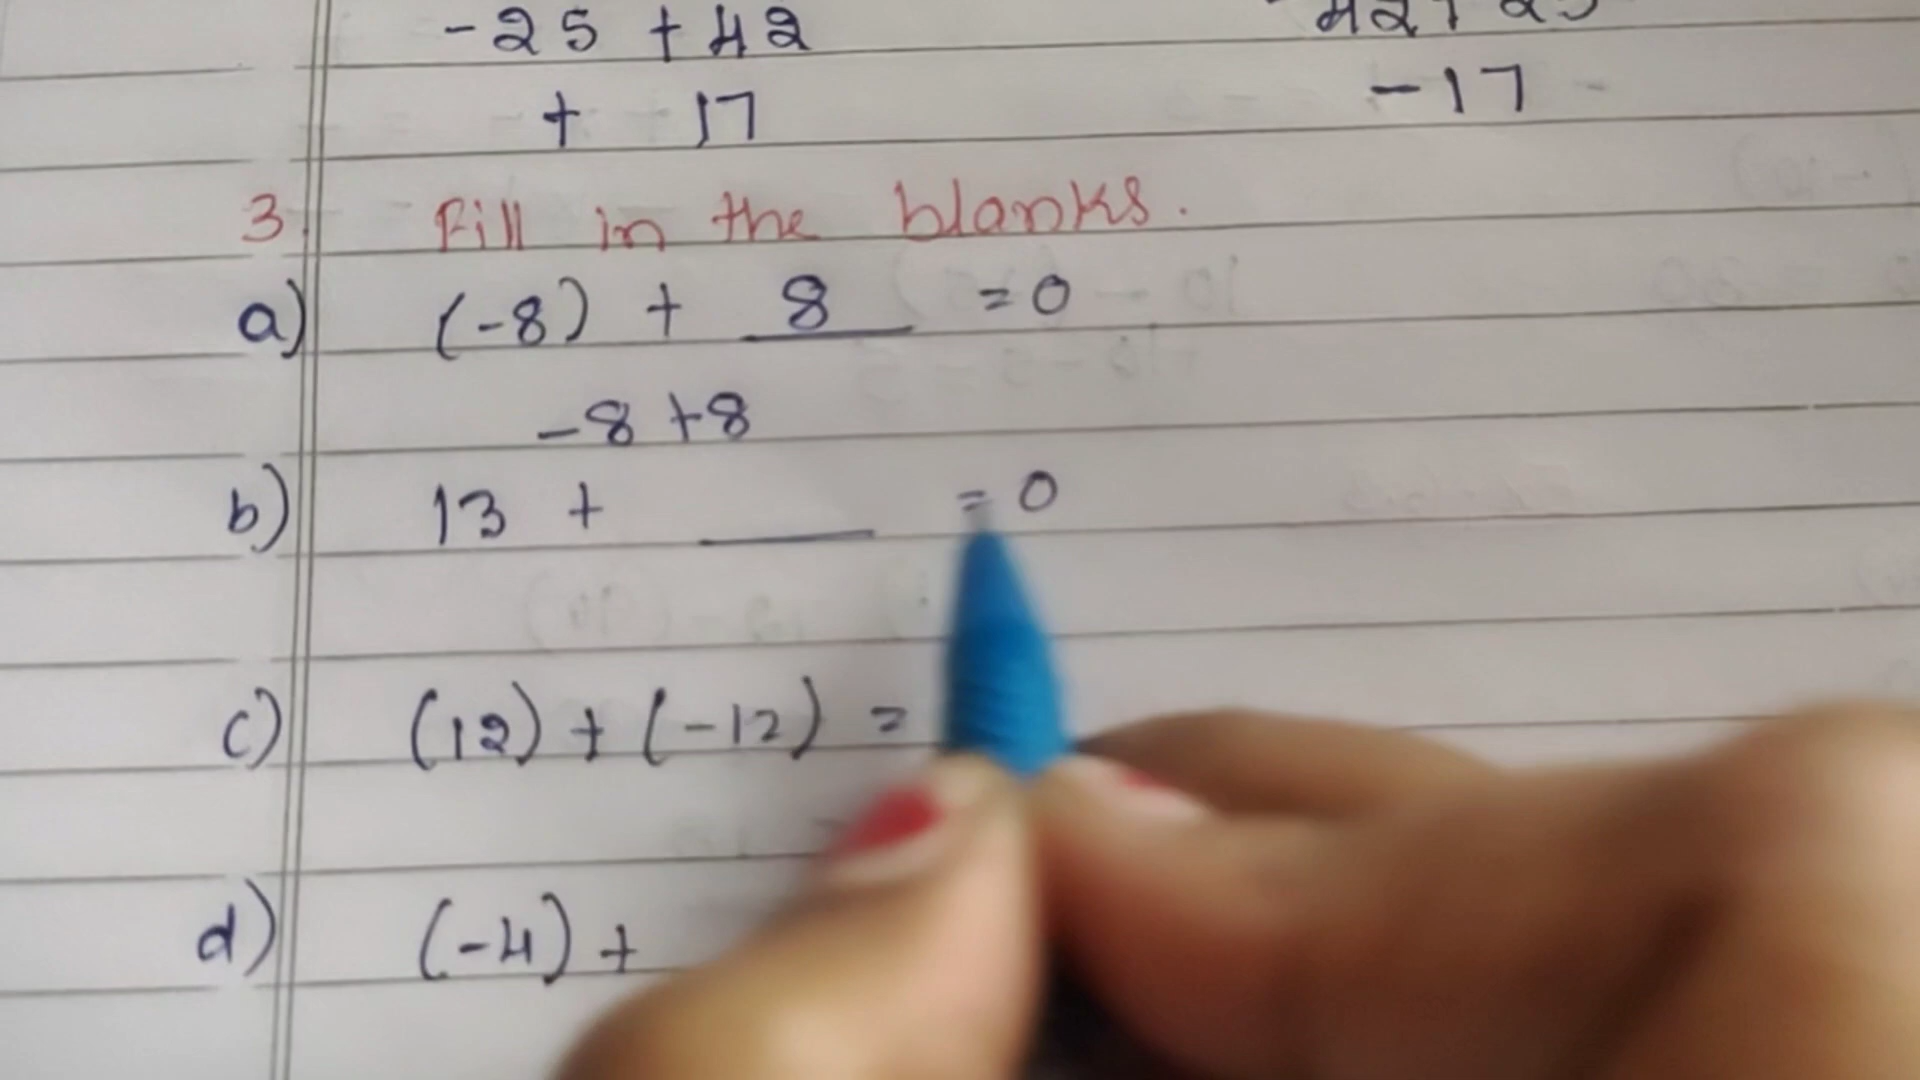 -25 +42
+ 17 -17
3. Fill in the blanks.
a) (-8) + 8 = 0
-8 +8
b) 13 + ____ = 0
c) (12) + (-12) =
d) (-4) +